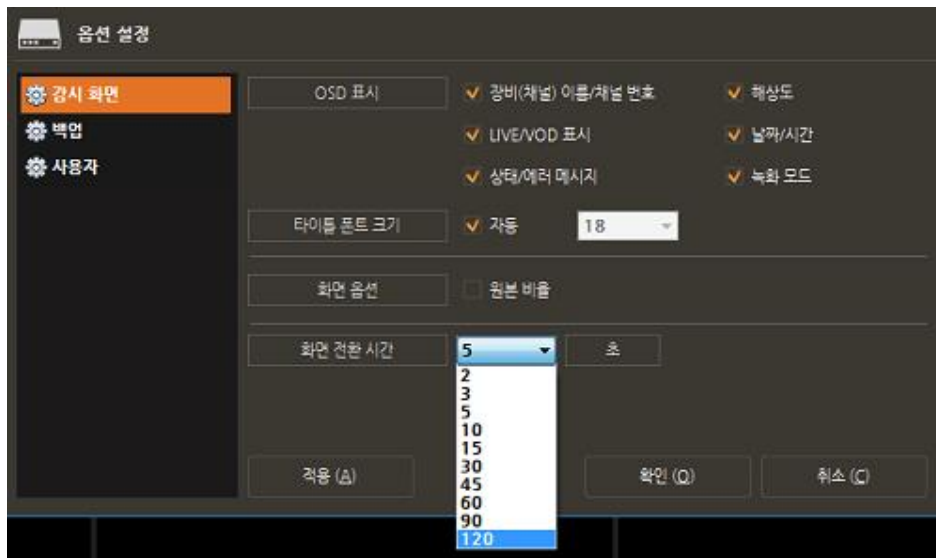 옵션 설정
감시 화면
백업
사용자
OSD 표시
장비(채널) 이름/채널 번호
해상도
LIVE/VOD 표시
날짜/시간
상태/에러 메시지
녹화 모드
타이틀 폰트 크기
자동
18
화면 옵션
원본 비율
화면 전환 시간
5
초
2
3
5
10
15
30
45
60
90
120
적용 (A)
확인 (O)
취소 (C)